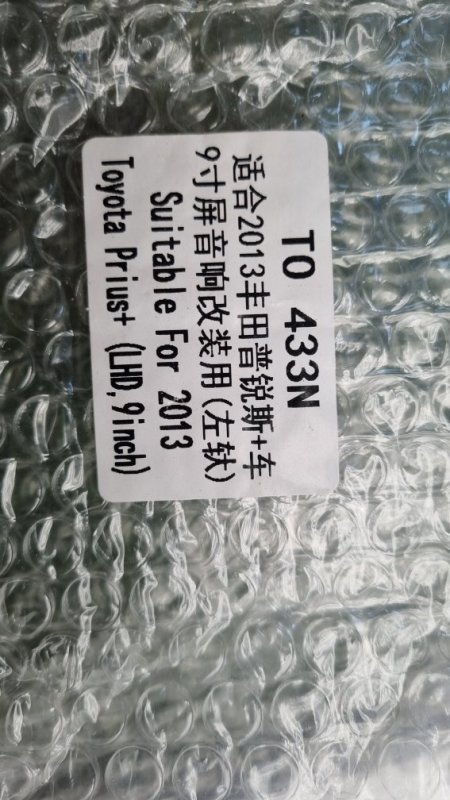 TO 433N
适合2013丰田普锐斯+车
9寸屏音响改装用(左轪)
Suitable For 2013
Toyota Prius+ (LHD,9inch)